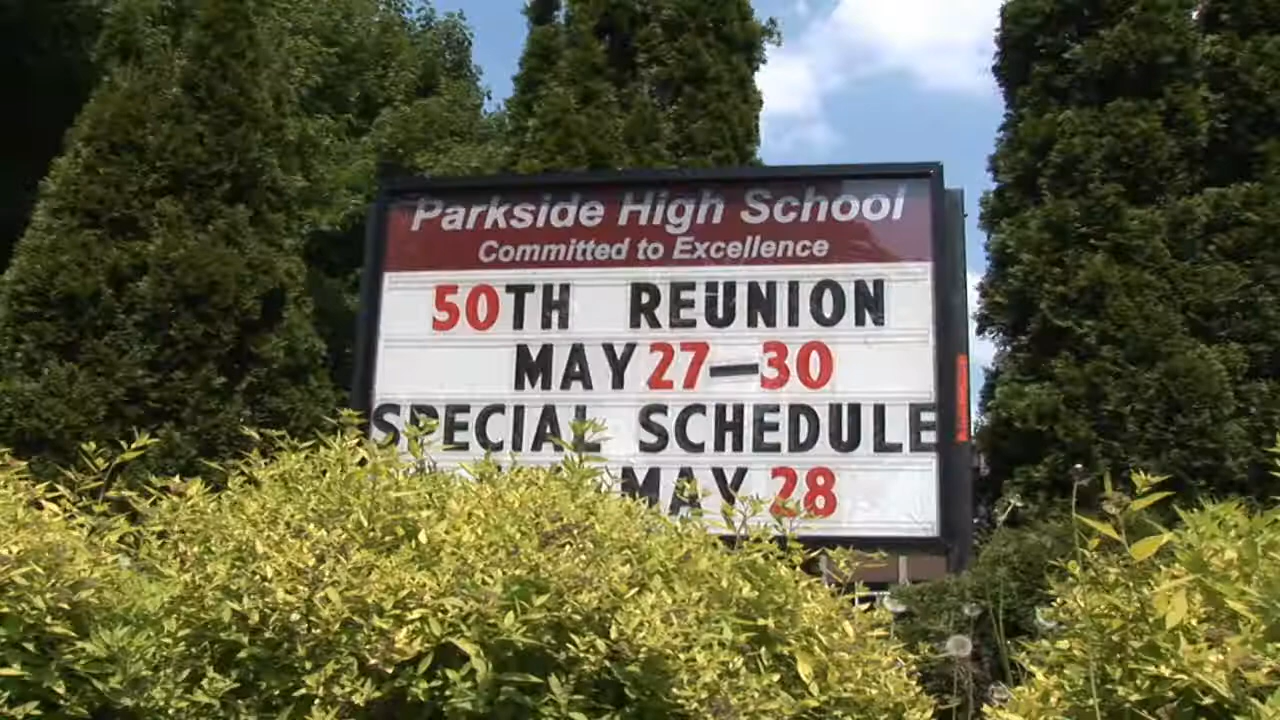 Parkside High School
Committed to Excellence
50TH REUNION
MAY 27-30
SPECIAL SCHEDULE
MAY 28